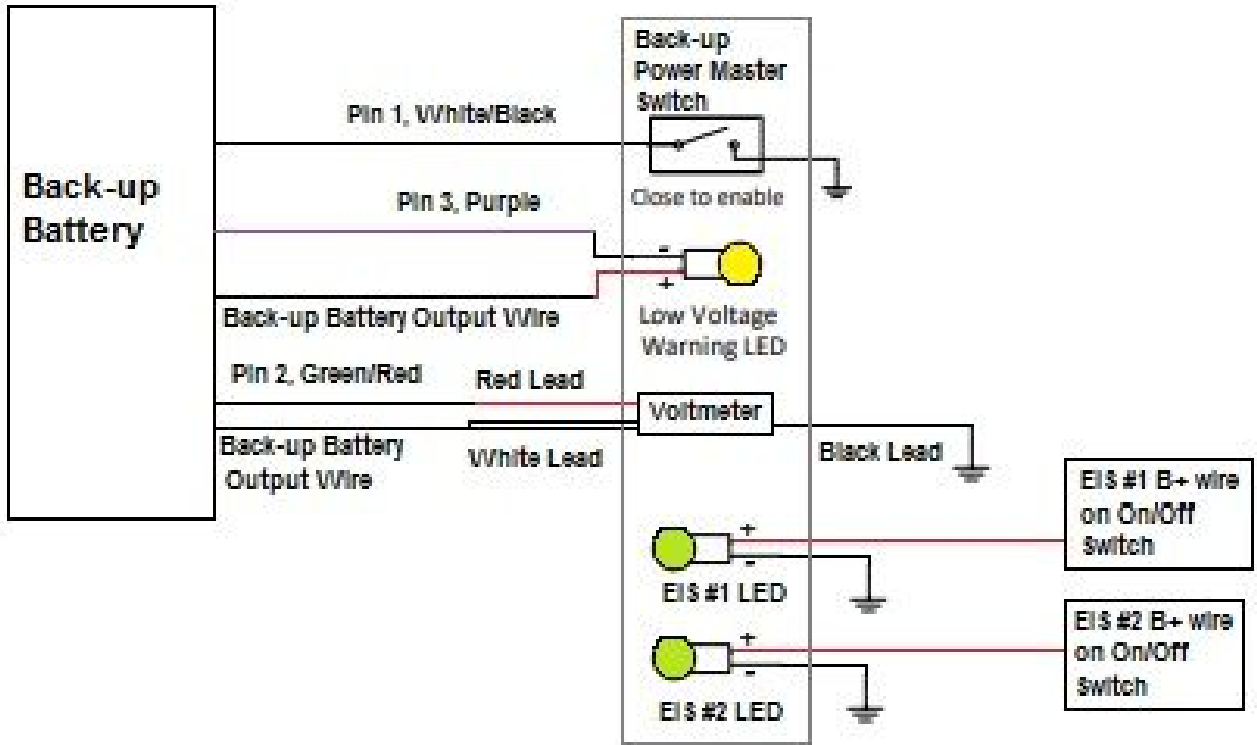 Back-up
Battery
Pin 1, White/Black
Pin 3, Purple
Back-up Battery Output Wire
Pin 2, Green/Red
Red Lead
Back-up Battery
Output Wire
White Lead
Back-up
Power Master
Switch
Close to enable
-
+
Low Voltage
Warning LED
Voltmeter
Black Lead
+
-
EIS #1 LED
+
-
EIS #2 LED
EIS #1 B+ wire
on On/Off
Switch
EIS #2 B+ wire
on On/Off
Switch